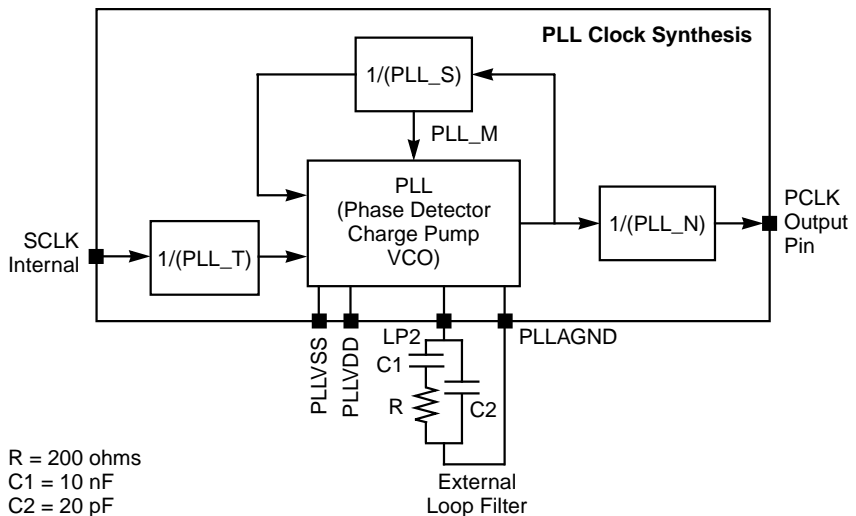 PLL Clock Synthesis
1/(PLL_S)
PLL_M
PLL
(Phase Detector
Charge Pump
VCO)
1/(PLL_N)
PCLK
Output
Pin
SCLK
Internal
1/(PLL_T)
PLLVSS
PLLVDD
LP2
PLLAGND
C1
R
C2
R = 200 ohms
C1 = 10 nF
C2 = 20 pF
External
Loop Filter